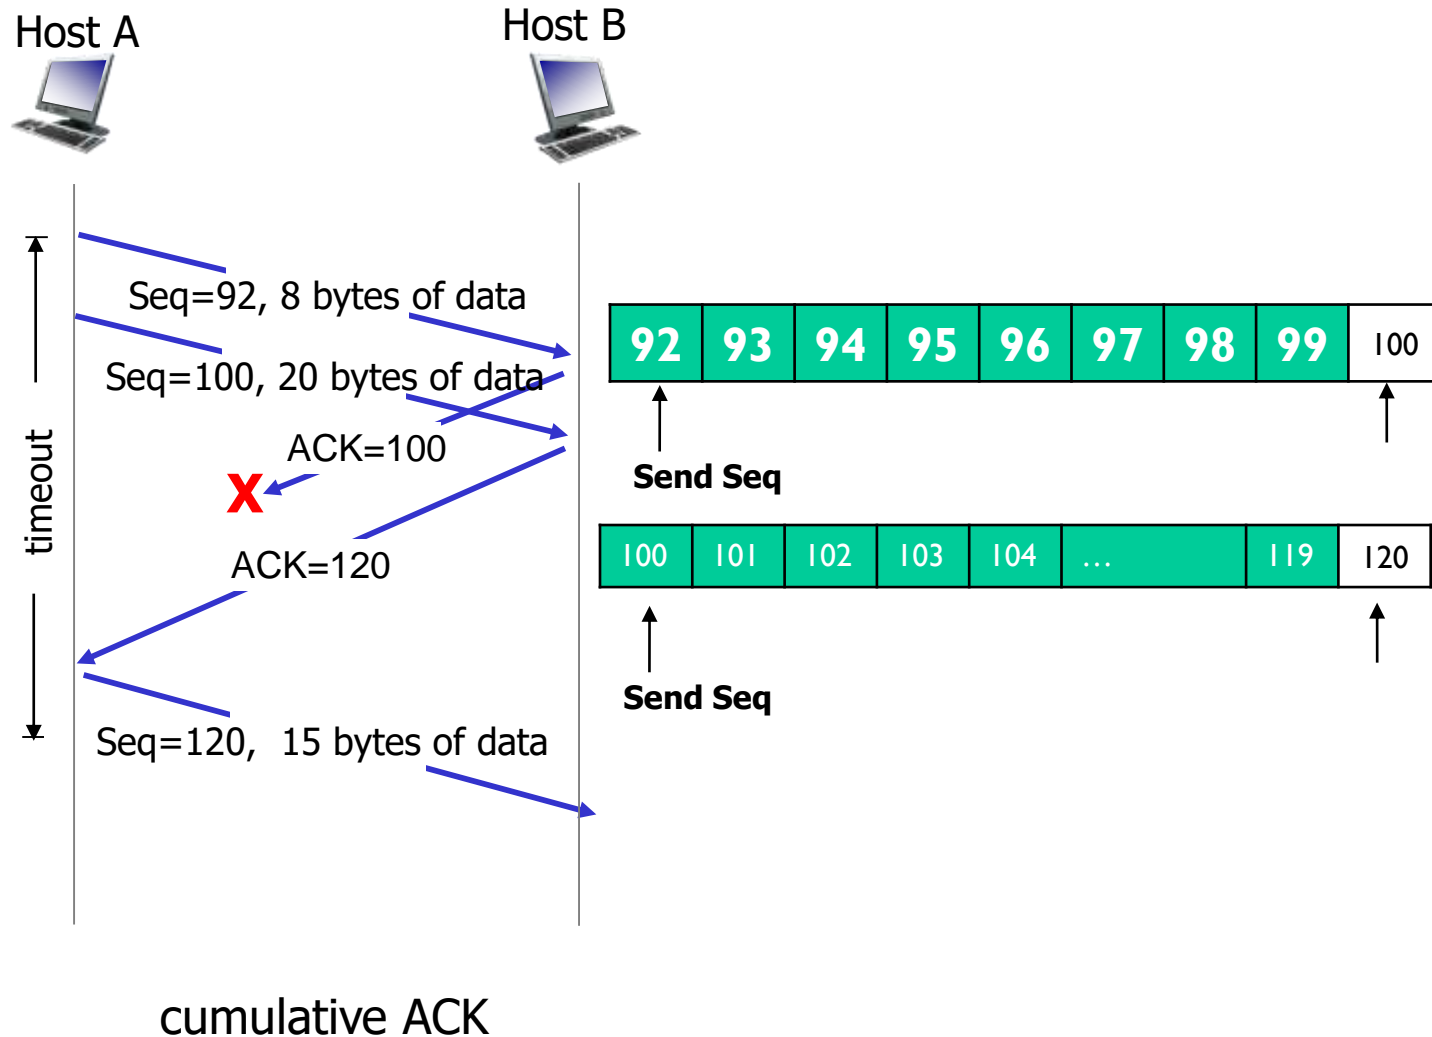 Host A
Host B
Seq=92, 8 bytes of data
Seq=100, 20 bytes of data
ACK=100
X
timeout
ACK=120
Seq=120, 15 bytes of data
92 93 94 95 96 97 98 99 100
Send Seq
100 101 102 103 104 ... 119 120
Send Seq
cumulative ACK